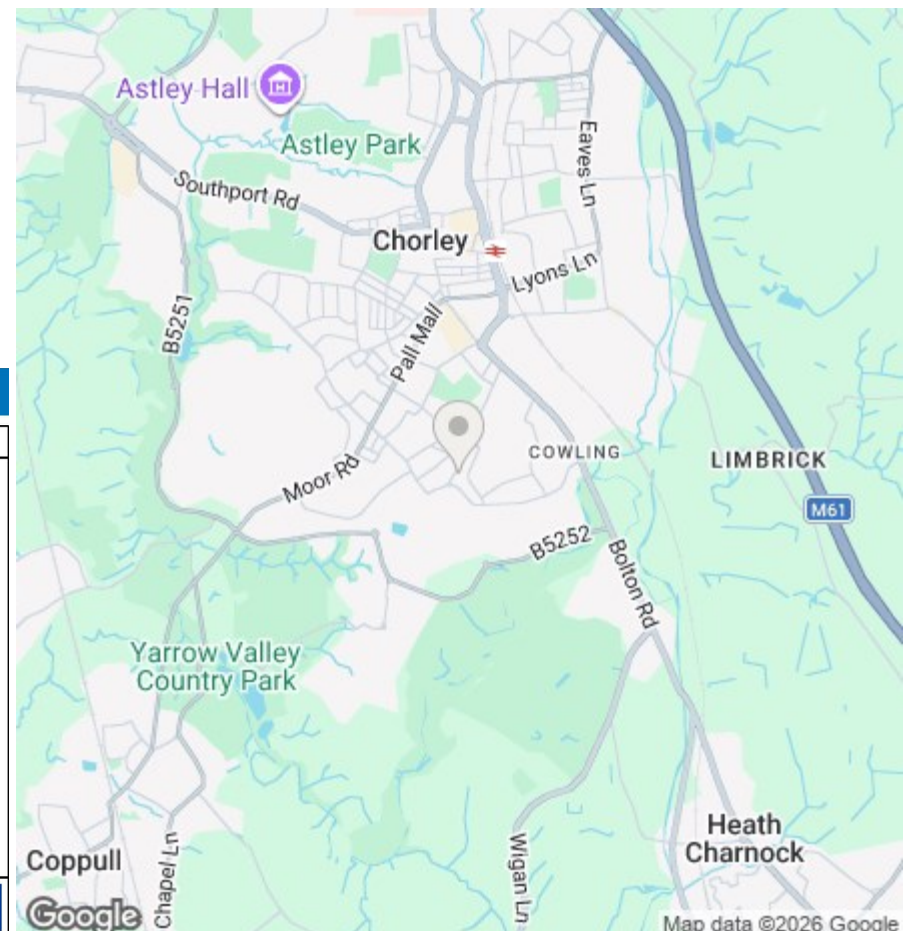 Astley Hall
Astley Park
Southport Rd
Eaves Ln
Chorley
Lyons Ln
B5251
Pall Mall
COWLING
LIMBRICK
Moor Rd
M61
B5252
Bolton Rd
Yarrow Valley
Country Park
Heath
Charnock
Coppull
Chapel Ln
Wigan Ln
Google
Map data ©2026 Google